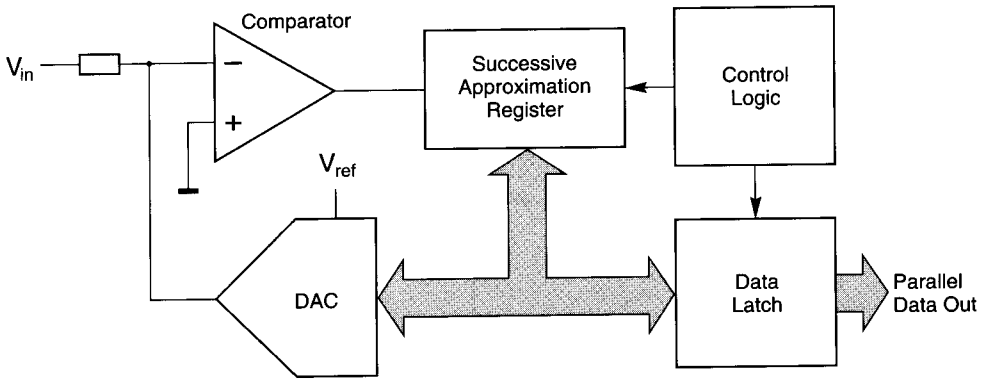 Comparator
V_in
−
+
Successive
Approximation
Register
Control
Logic
V_ref
DAC
Data
Latch
Parallel
Data Out